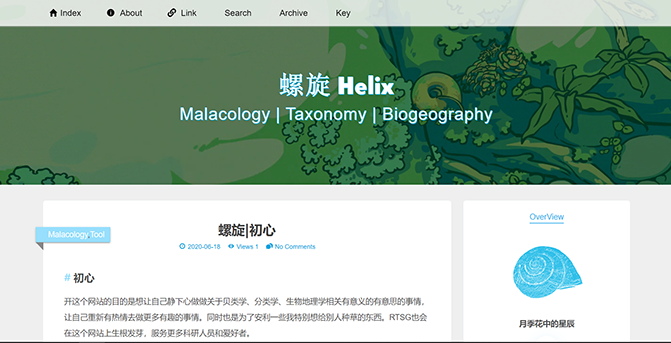 Index About Link Search Archive Key
螺旋 Helix
Malacology | Taxonomy | Biogeography
Malacology Tool
螺旋|初心
2020-06-18 Views 1 No Comments
# 初心
开这个网站的目的是想让自己静下心做做关于贝类学、分类学、生物地理学相关有意义的有意思的事情，
让自己重新有热情去做更多有趣的事情。同时也是为了安利一些我特别想给别人种草的东西。RTSG也会
在这个网站上生根发芽，服务更多科研人员和爱好者。
OverView
月季花中的星辰